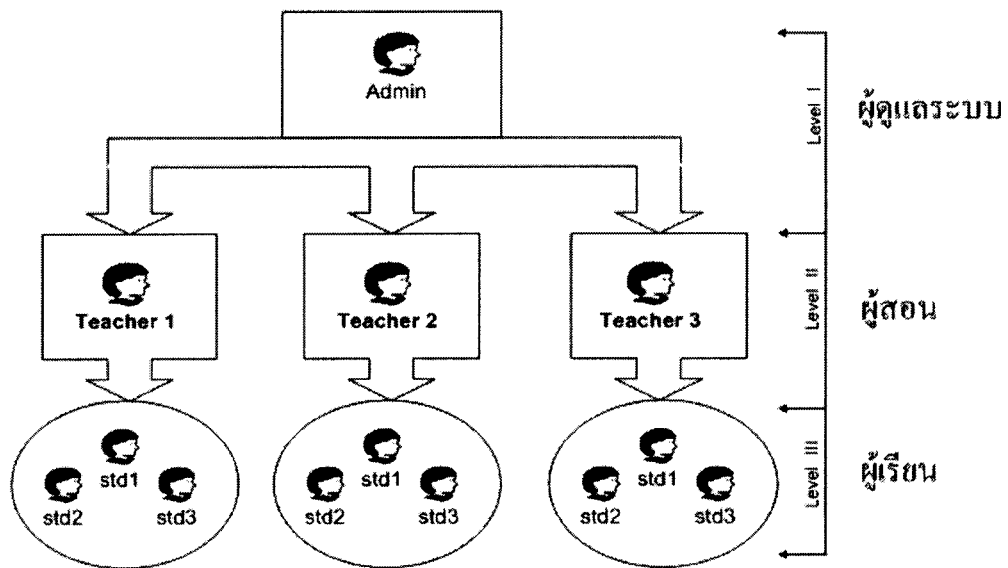 Admin
Level I
ผู้ดูแลระบบ
Teacher 1
Teacher 2
Teacher 3
Level II
ผู้สอน
std1
std2
std3
std1
std2
std3
std1
std2
std3
Level III
ผู้เรียน